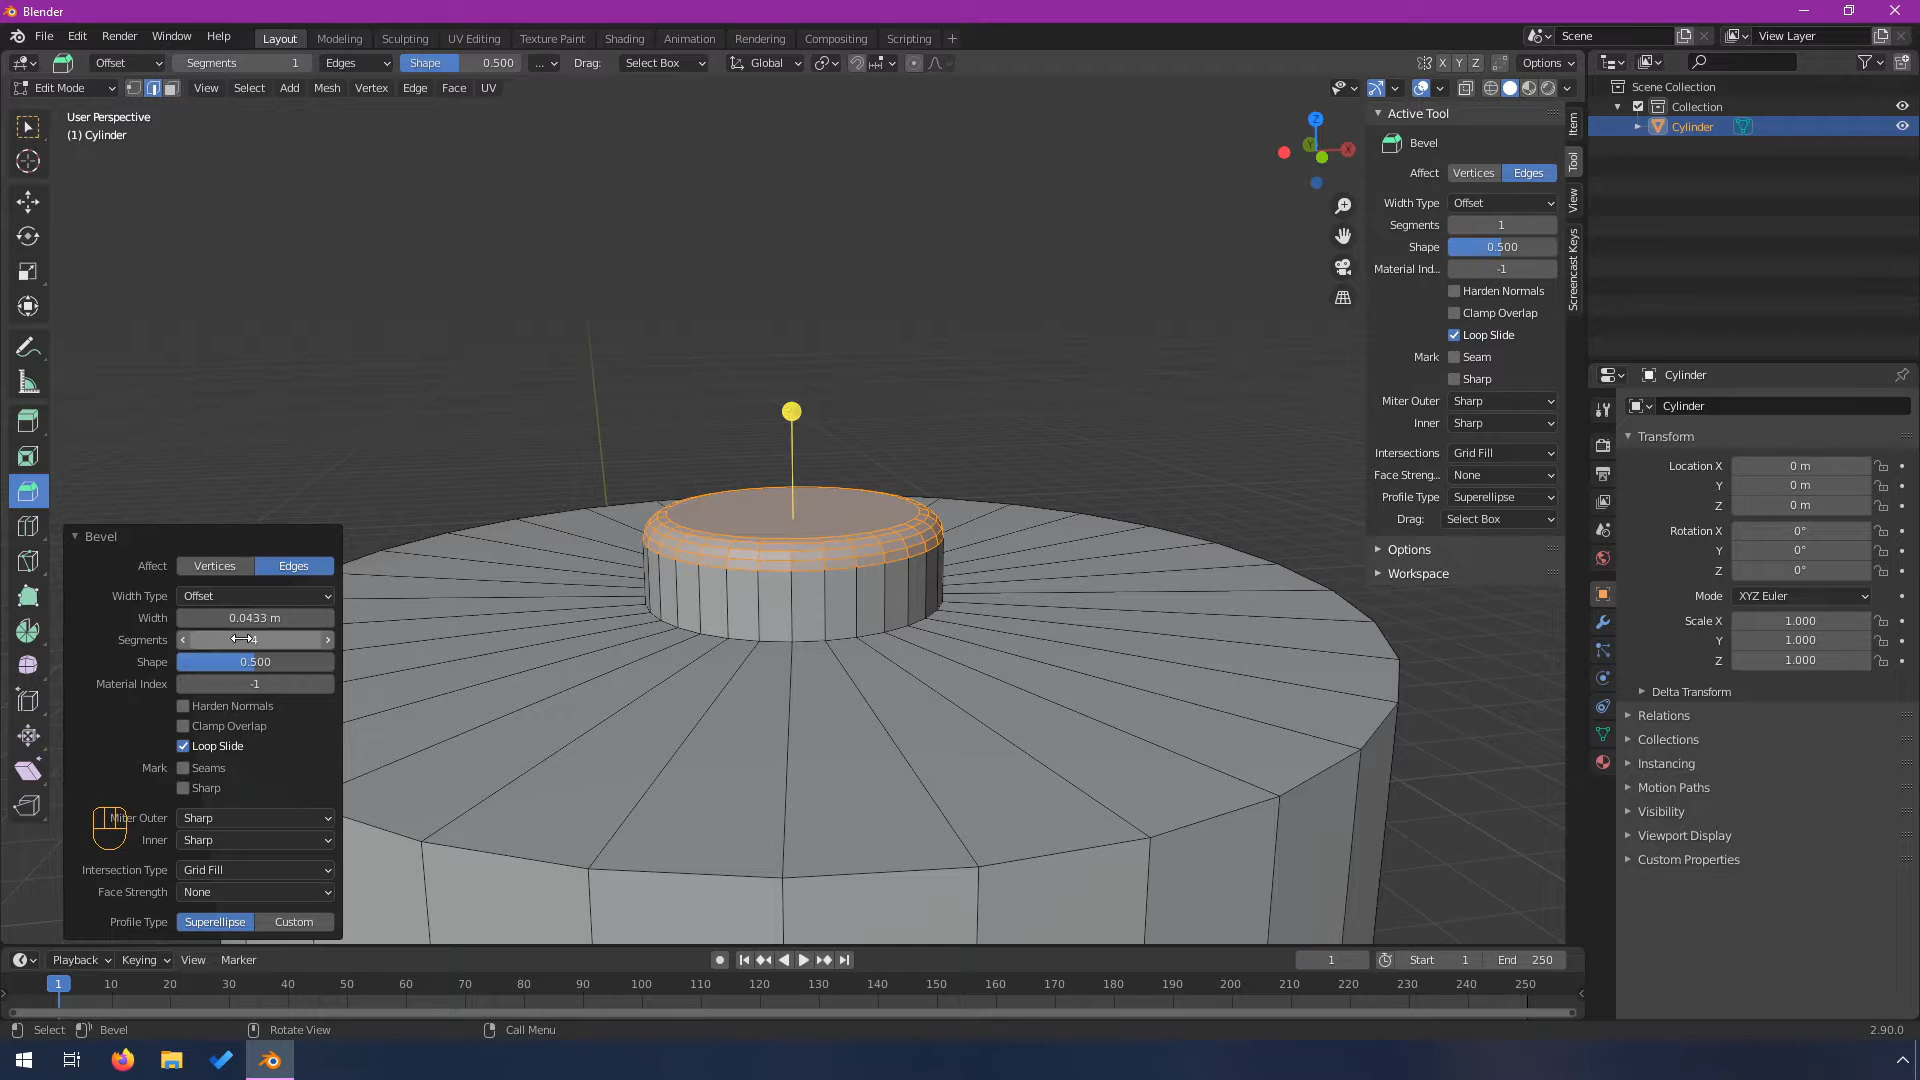 Blender
File Edit Render Window Help
Layout Modeling Sculpting UV Editing Texture Paint Shading Animation Rendering Compositing Scripting
Scene View Layer
Offset Segments 1 Edges Shape 0.500 ... Drag: Select Box Global X Y Z Options
Edit Mode View Select Add Mesh Vertex Edge Face UV
User Perspective
(1) Cylinder
Z
Y
X
Active Tool
Bevel
Affect Vertices Edges
Width Type Offset
Segments 1
Shape 0.500
Material Ind... -1
Harden Normals
Clamp Overlap
Loop Slide
Mark Seam
Sharp
Miter Outer Sharp
Inner Sharp
Intersections Grid Fill
Face Streng... None
Profile Type Superellipse
Drag: Select Box
Options
Workspace
Item
Tool
View
Screencast Keys
Scene Collection
Collection
Cylinder
Cylinder
Cylinder
Transform
Location X 0 m
Y 0 m
Z 0 m
Rotation X 0°
Y 0°
Z 0°
Mode XYZ Euler
Scale X 1.000
Y 1.000
Z 1.000
Delta Transform
Relations
Collections
Instancing
Motion Paths
Visibility
Viewport Display
Custom Properties
Bevel
Affect Vertices Edges
Width Type Offset
Width 0.0433 m
Segments 4
Shape 0.500
Material Index -1
Harden Normals
Clamp Overlap
Loop Slide
Mark Seams
Sharp
Miter Outer Sharp
Inner Sharp
Intersection Type Grid Fill
Face Strength None
Profile Type Superellipse Custom
Playback Keying View Marker 1 Start 1 End 250
1 10 20 30 40 50 60 70 80 90 100 110 120 130 140 150 160 170 180 190 200 210 220 230 240 250
Select Bevel Rotate View Call Menu 2.90.0